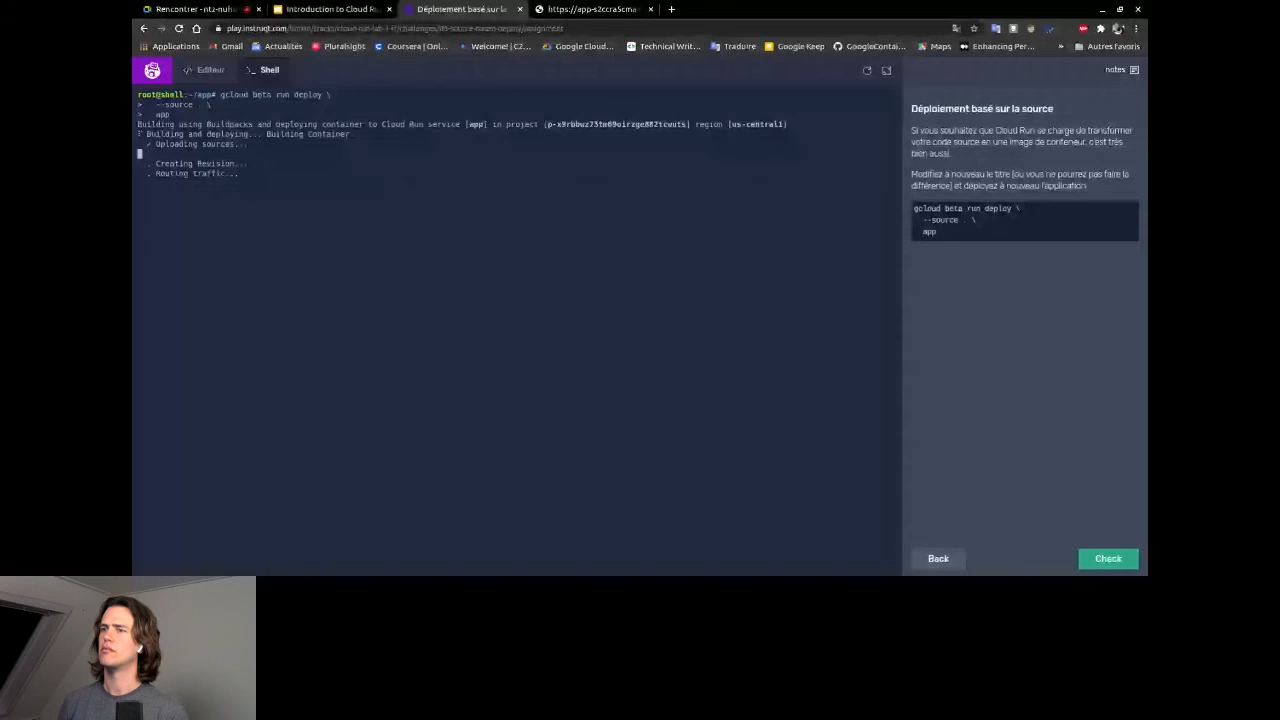 Rencontrer - ntz-nuh
Introduction to Cloud Ru
Déploiement basé sur la
https://app-s2ccra5cma
play.instruqt.com
Applications
Gmail
Actualités
Pluralsight
Coursera | Onl...
Welcome! | C2...
Google Cloud...
Technical Writ...
Traduire
Google Keep
GoogleContai...
Maps
Enhancing Per...
»
Autres favoris
Editeur
Shell
notes
root@shell:~/app# gcloud beta run deploy \
> --source . \
> app
Building using Buildpacks and deploying container to Cloud Run service [app] in project [] region [us-central1]
Building and deploying... Building Container.
✓ Uploading sources...
. Creating Revision...
. Routing traffic...
Déploiement basé sur la source
Si vous souhaitez que Cloud Run se charge de transformer
votre code source en une image de conteneur, c'est très
bien aussi.
Modifiez à nouveau le titre (ou vous ne pourrez pas faire la
différence) et déployez à nouveau l'application
gcloud beta run deploy \
--source . \
app
Back
Check